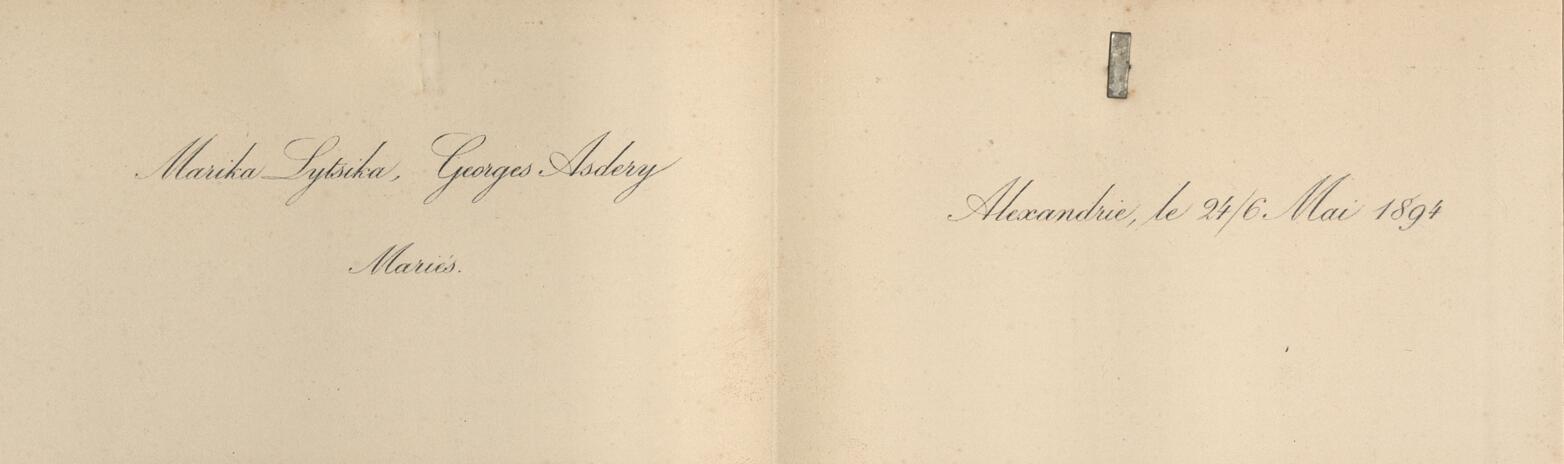 Marika Lytsika, Georges Asdery
Mariés.
Alexandrie, le 24/6 Mai 1894